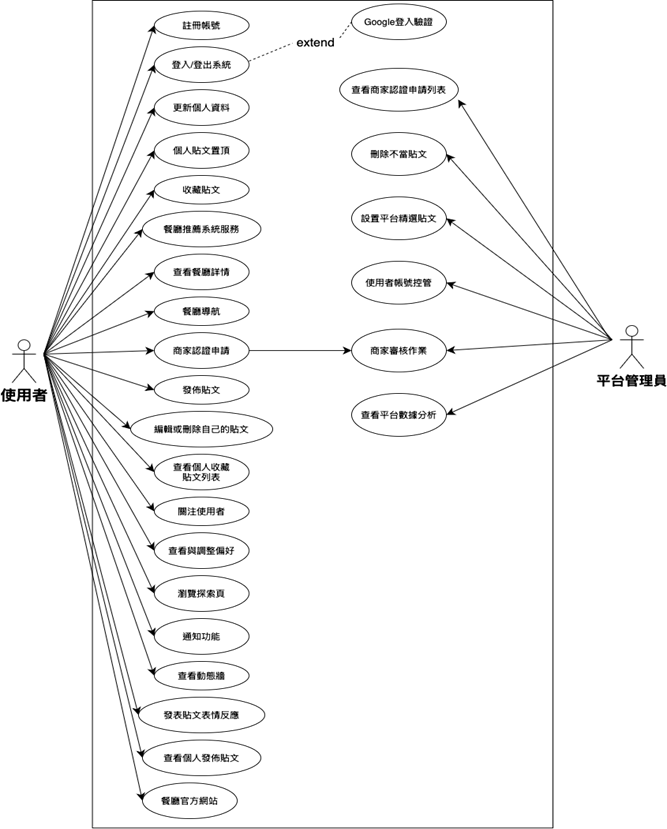 註冊帳號
Google登入驗證
extend
登入/登出系統
查看商家認證申請列表
更新個人資料
個人貼文置頂
刪除不當貼文
收藏貼文
餐廳推薦系統服務
設置平台精選貼文
查看餐廳詳情
使用者帳號控管
餐廳導航
商家認證申請
商家審核作業
使用者
平台管理員
發佈貼文
查看平台數據分析
編輯或刪除自己的貼文
查看個人收藏
貼文列表
關注使用者
查看與調整偏好
瀏覽探索頁
通知功能
查看動態牆
發表貼文表情反應
查看個人發佈貼文
餐廳官方網站